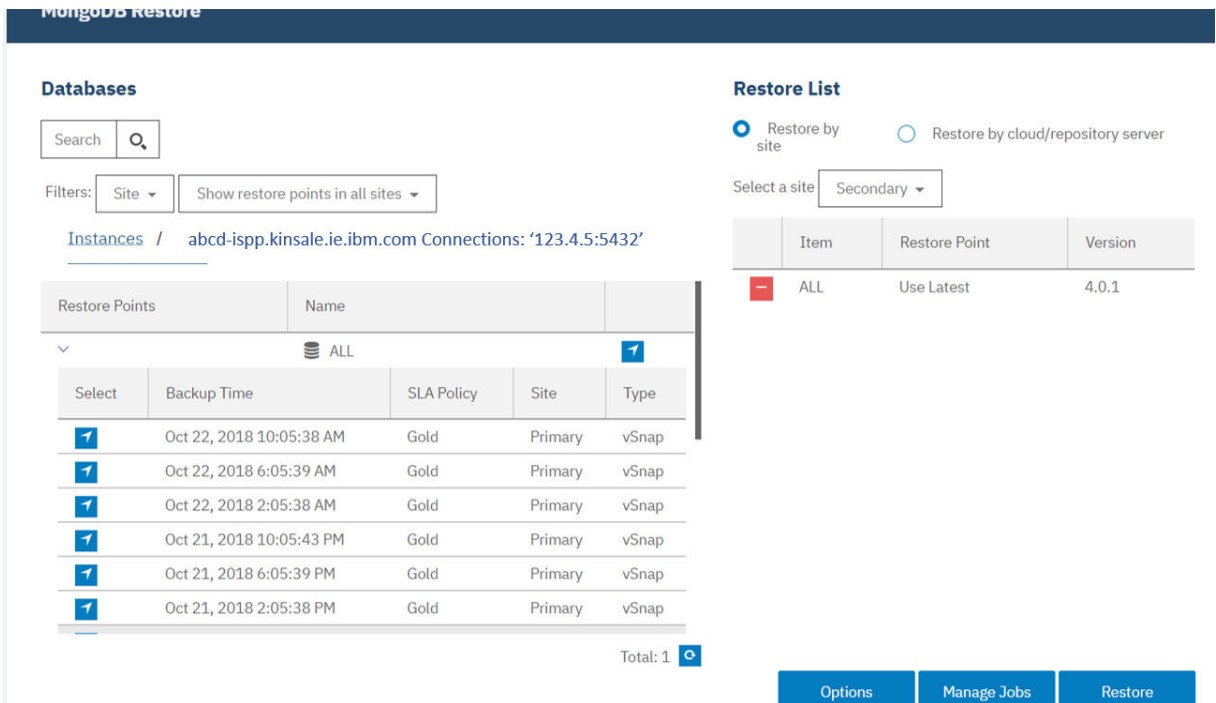 MongoDB Restore
Databases
Search
Filters: Site Show restore points in all sites
Instances / abcd-ispp.kinsale.ie.ibm.com Connections: ‘123.4.5:5432’
Restore Points Name
ALL
Select Backup Time SLA Policy Site Type
Oct 22, 2018 10:05:38 AM Gold Primary vSnap
Oct 22, 2018 6:05:39 AM Gold Primary vSnap
Oct 22, 2018 2:05:38 AM Gold Primary vSnap
Oct 21, 2018 10:05:43 PM Gold Primary vSnap
Oct 21, 2018 6:05:39 PM Gold Primary vSnap
Oct 21, 2018 2:05:38 PM Gold Primary vSnap
Total: 1
Restore List
Restore by
site
Restore by cloud/repository server
Select a site Secondary
Item Restore Point Version
ALL Use Latest 4.0.1
Options Manage Jobs Restore